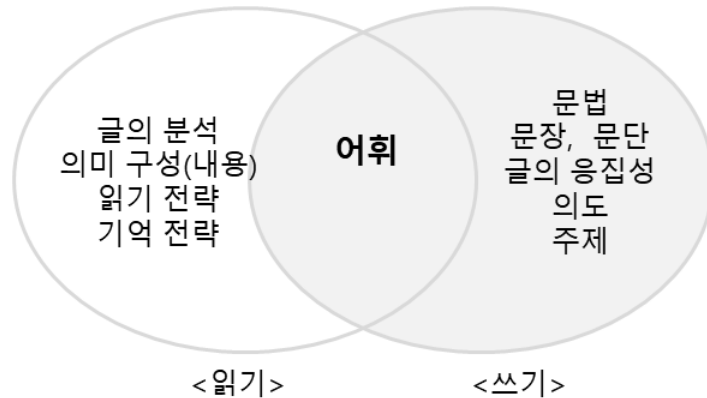 글의 분석
의미 구성(내용)
읽기 전략
기억 전략
어휘
문법
문장, 문단
글의 응집성
의도
주제
<읽기>
<쓰기>